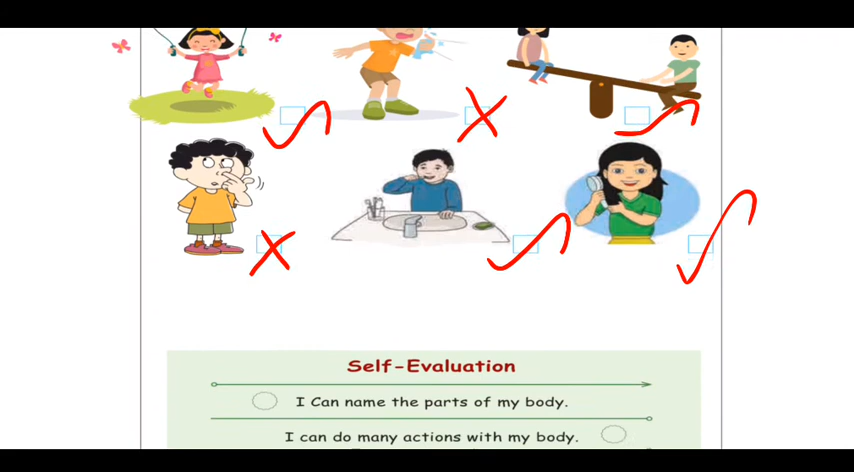 Self-Evaluation
I Can name the parts of my body.
I can do many actions with my body.